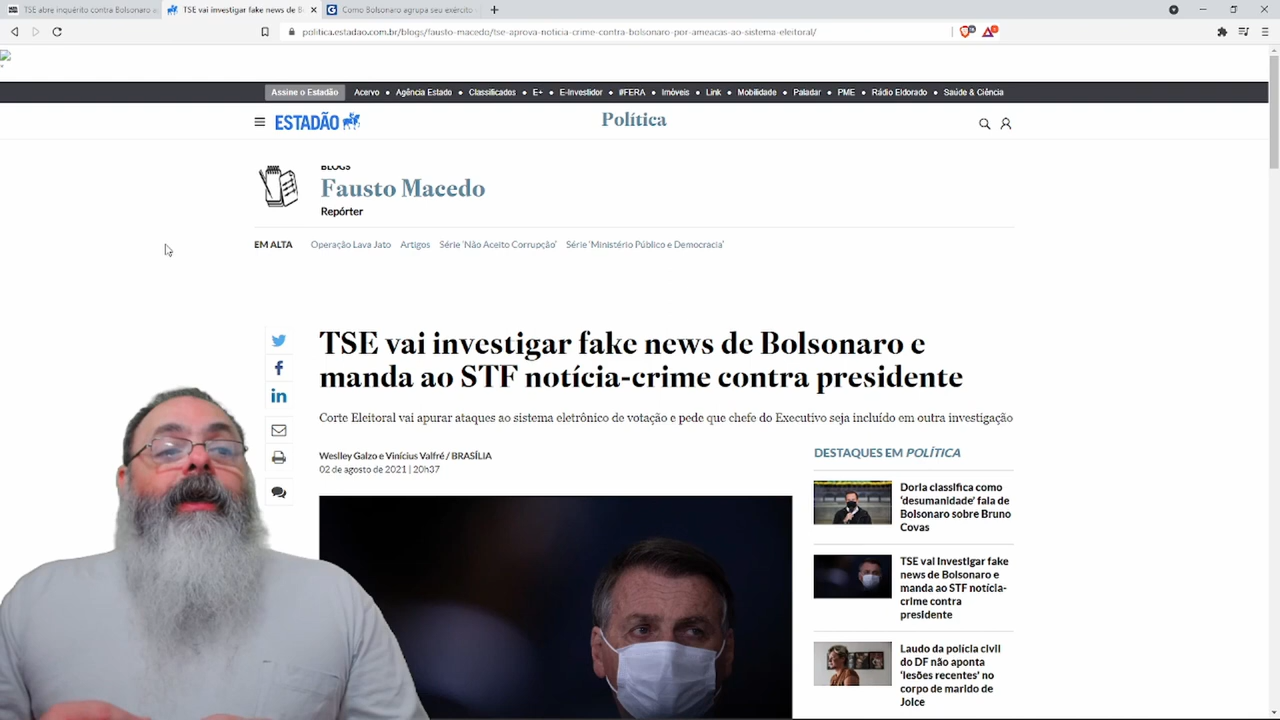 TSE abre inquérito contra Bolsonaro a
TSE vai investigar fake news de B
Como Bolsonaro agrupa seu exército
politica.estadao.com.br/blogs/fausto-macedo/tse-aprova-noticia-crime-contra-bolsonaro-por-ameacas-ao-sistema-eleitoral/
Assine o Estadão Acervo • Agência Estado • Classificados • E+ • E-Investidor • #FERA • Imóveis • Link • Mobilidade • Paladar • PME • Rádio Eldorado • Saúde & Ciência
ESTADÃO
Política
BLOGS
Fausto Macedo
Repórter
EM ALTA Operação Lava Jato Artigos Série 'Não Aceito Corrupção' Série 'Ministério Público e Democracia'
TSE vai investigar fake news de Bolsonaro e
manda ao STF notícia-crime contra presidente
Corte Eleitoral vai apurar ataques ao sistema eletrônico de votação e pede que chefe do Executivo seja incluído em outra investigação
Weslley Galzo e Vinícius Valfré / BRASÍLIA
02 de agosto de 2021 | 20h37
DESTAQUES EM POLÍTICA
Doria classifica como
'desumanidade' fala de
Bolsonaro sobre Bruno
Covas
TSE vai investigar fake
news de Bolsonaro e
manda ao STF notícia-
crime contra
presidente
Laudo da polícia civil
do DF não aponta
'lesões recentes' no
corpo de marido de
Joice